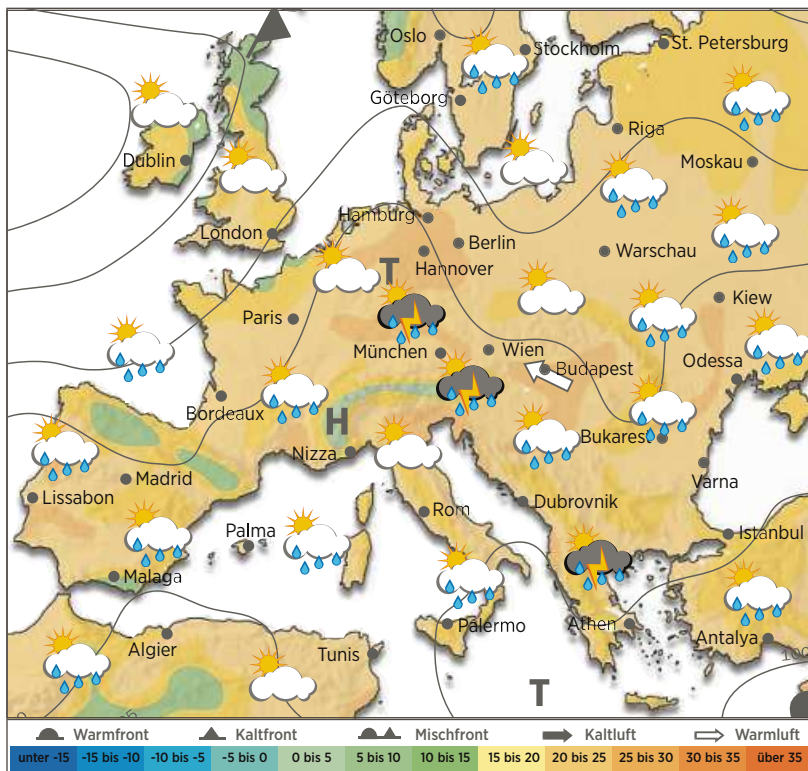 Oslo
Stockholm
St. Petersburg
Göteborg
Riga
Dublin
Moskau
Hamburg
London
Berlin
Hannover
Warschau
T
Kiew
Paris
München
Wien
Budapest
Odessa
Bordeaux
H
Bukarest
Nizza
Madrid
Varna
Lissabon
Dubrovnik
Rom
Palma
Istanbul
Malaga
Palermo
Athen
Algier
Antalya
Tunis
T
Warmfront Kaltfront Mischfront Kaltluft Warmluft
unter -15 -15 bis -10 -10 bis -5 -5 bis 0 0 bis 5 5 bis 10 10 bis 15 15 bis 20 20 bis 25 25 bis 30 30 bis 35 über 35